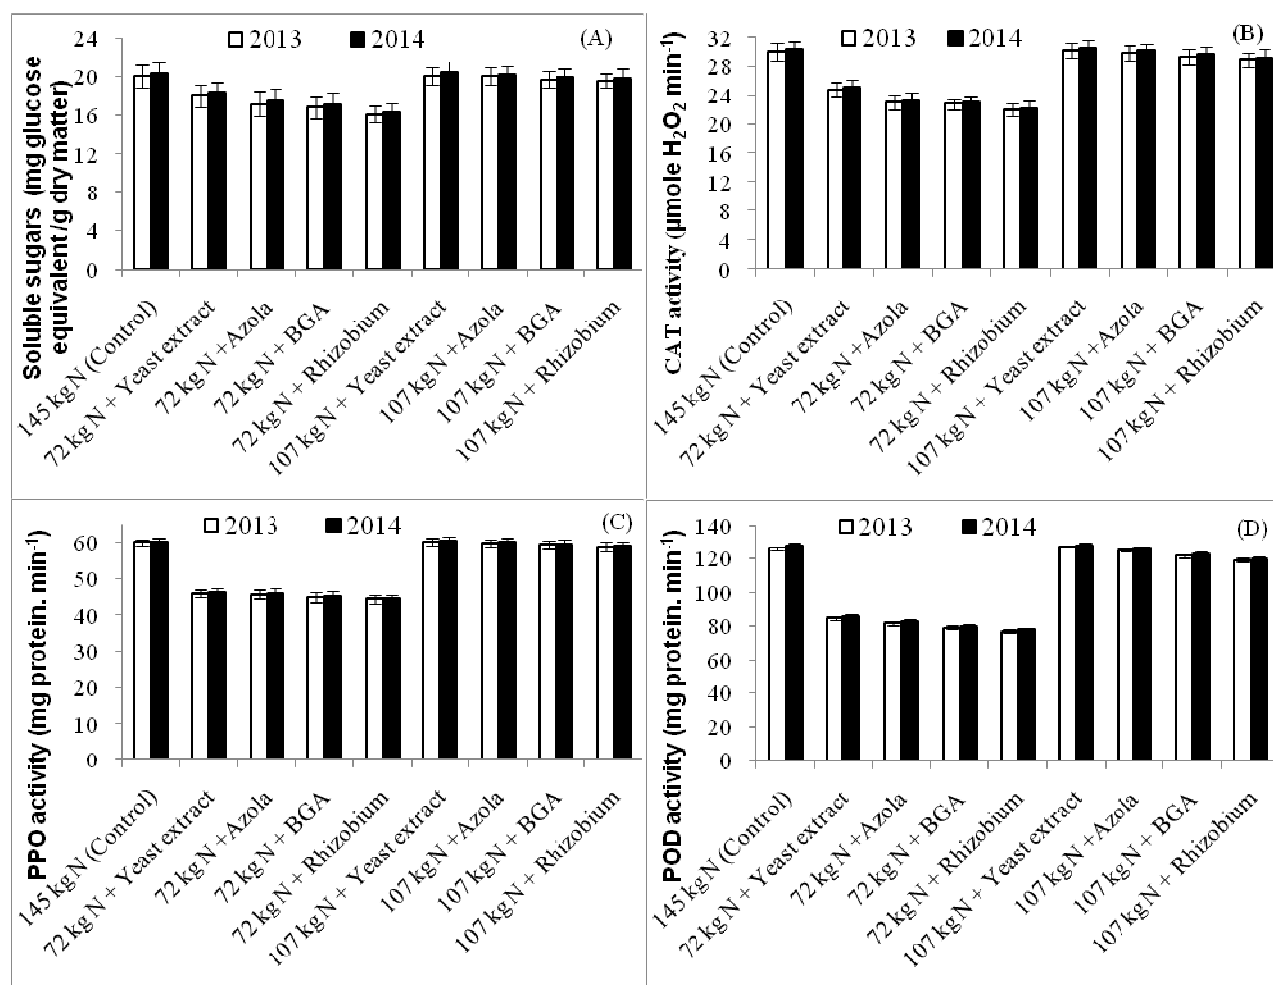 Soluble sugars (mg glucose
equivalent /g dry matter)
24
20
16
12
8
4
0
2013 2014
(A)
145 kg N (Control)
72 kg N + Yeast extract
72 kg N +Azola
72 kg N + BGA
72 kg N + Rhizobium
107 kg N + Yeast extract
107 kg N +Azola
107 kg N + BGA
107 kg N + Rhizobium
CAT activity (µmole H₂O₂ min⁻¹)
32
28
24
20
16
12
8
4
0
2013 2014
(B)
145 kg N (Control)
72 kg N + Yeast extract
72 kg N +Azola
72 kg N + BGA
72 kg N + Rhizobium
107 kg N + Yeast extract
107 kg N +Azola
107 kg N + BGA
107 kg N + Rhizobium
PPO activity (mg protein. min⁻¹)
60
50
40
30
20
10
0
2013 2014
(C)
145 kg N (Control)
72 kg N + Yeast extract
72 kg N +Azola
72 kg N + BGA
72 kg N + Rhizobium
107 kg N + Yeast extract
107 kg N +Azola
107 kg N + BGA
107 kg N + Rhizobium
POD activity (mg protein. min⁻¹)
140
120
100
80
60
40
20
0
2013 2014
(D)
145 kg N (Control)
72 kg N + Yeast extract
72 kg N +Azola
72 kg N + BGA
72 kg N + Rhizobium
107 kg N + Yeast extract
107 kg N +Azola
107 kg N + BGA
107 kg N + Rhizobium